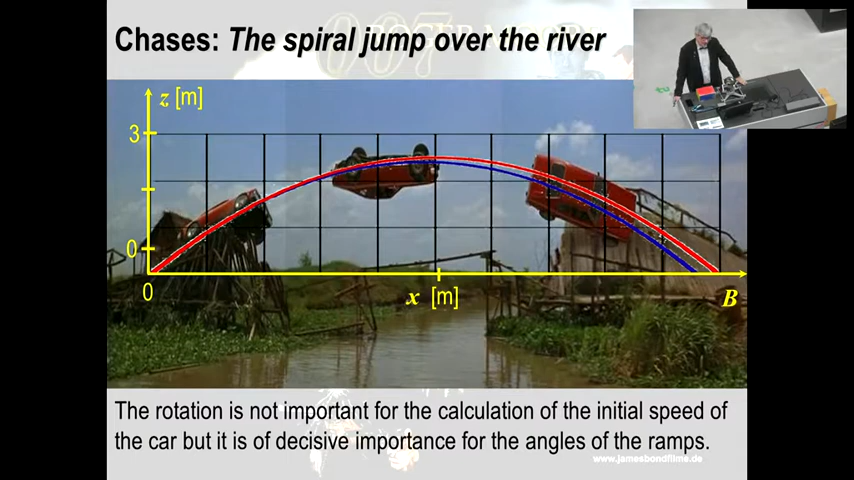 Chases: The spiral jump over the river
z [m]
3
0
0
x [m]
B
The rotation is not important for the calculation of the initial speed of
the car but it is of decisive importance for the angles of the ramps.
www.jamesbondfilme.de